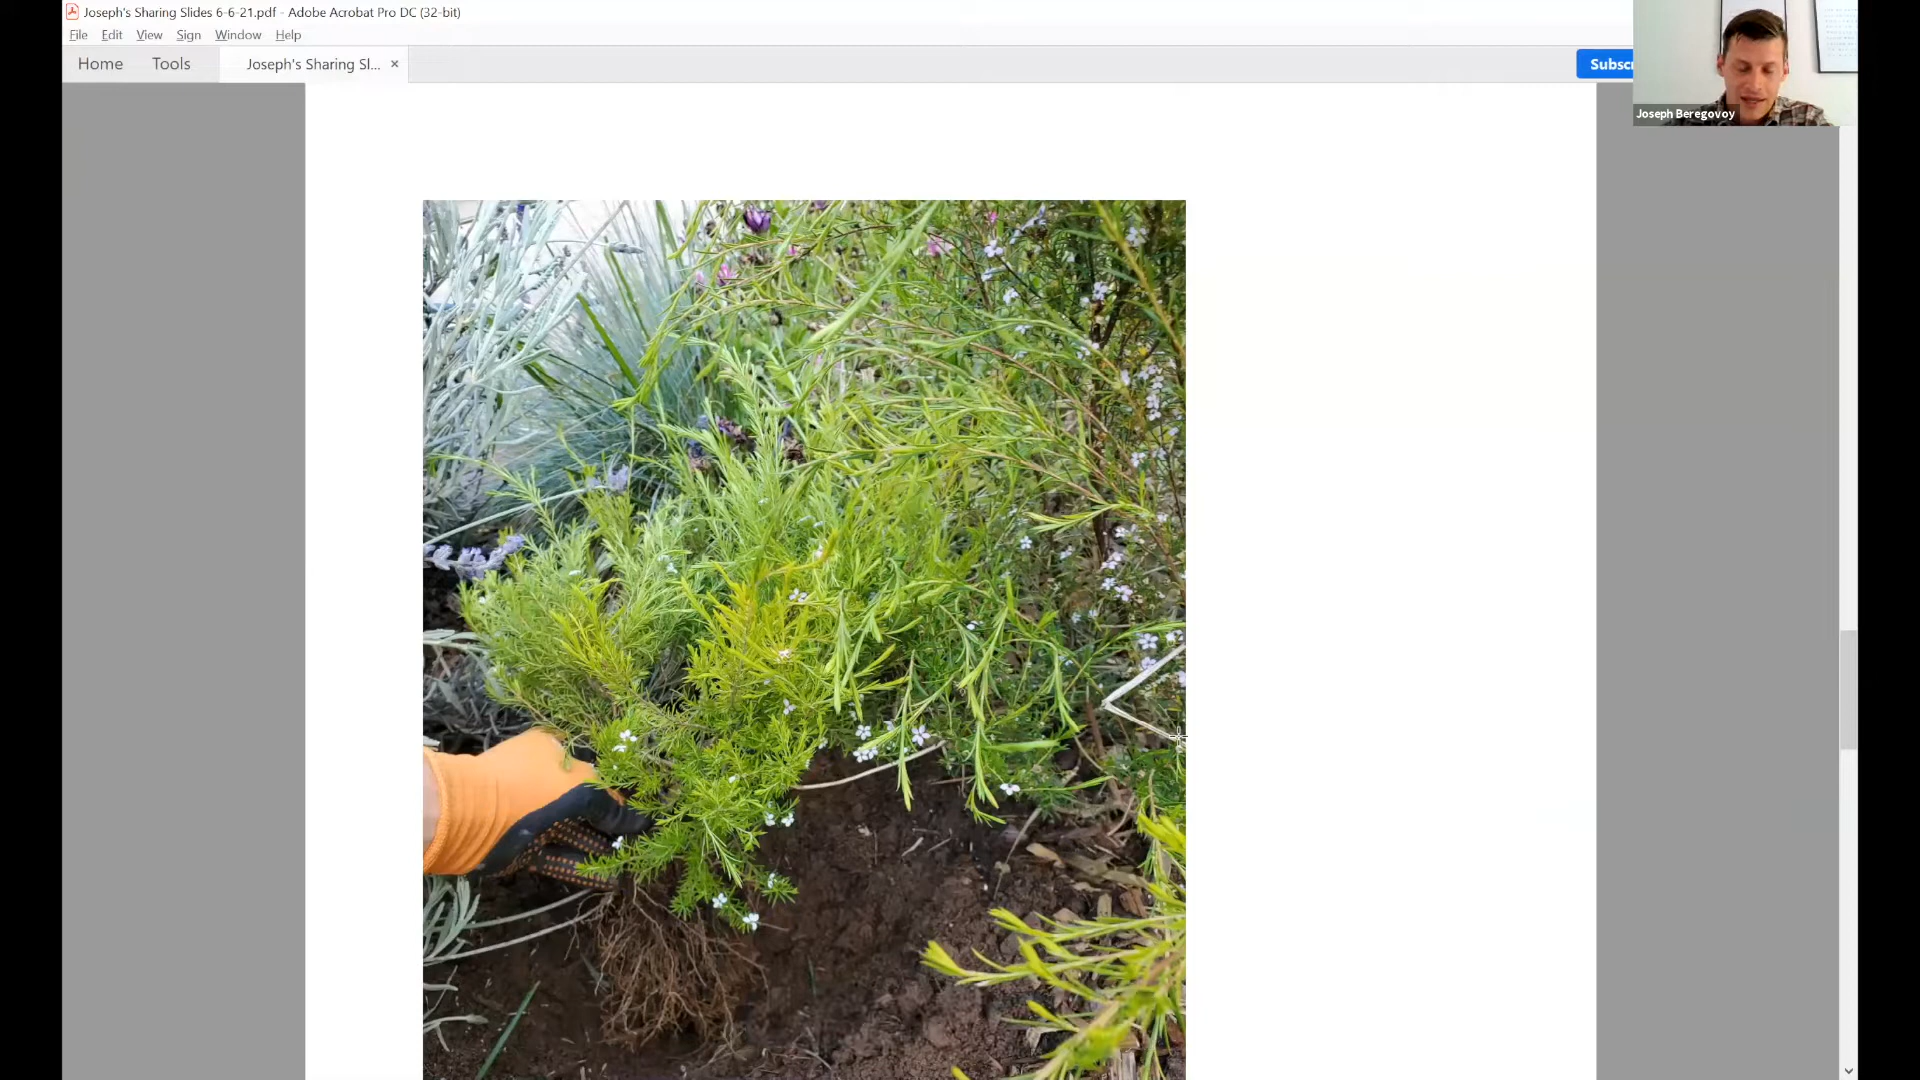 Joseph's Sharing Slides 6-6-21.pdf - Adobe Acrobat Pro DC (32-bit)
File Edit View Sign Window Help
Home Tools Joseph's Sharing Sl... ×
Subsc
Joseph Beregovoy